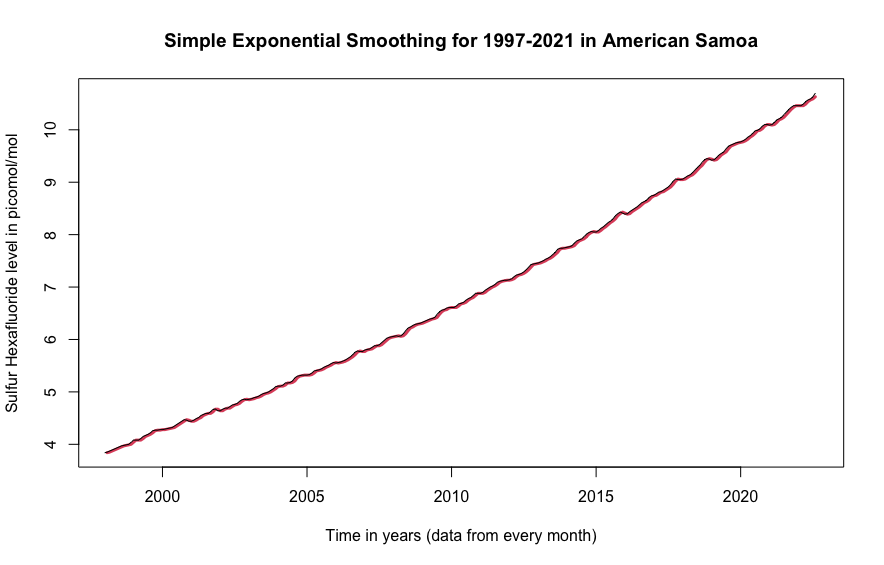 Simple Exponential Smoothing for 1997-2021 in American Samoa
Sulfur Hexafluoride level in picomol/mol
10
9
8
7
6
5
4
2000 2005 2010 2015 2020
Time in years (data from every month)